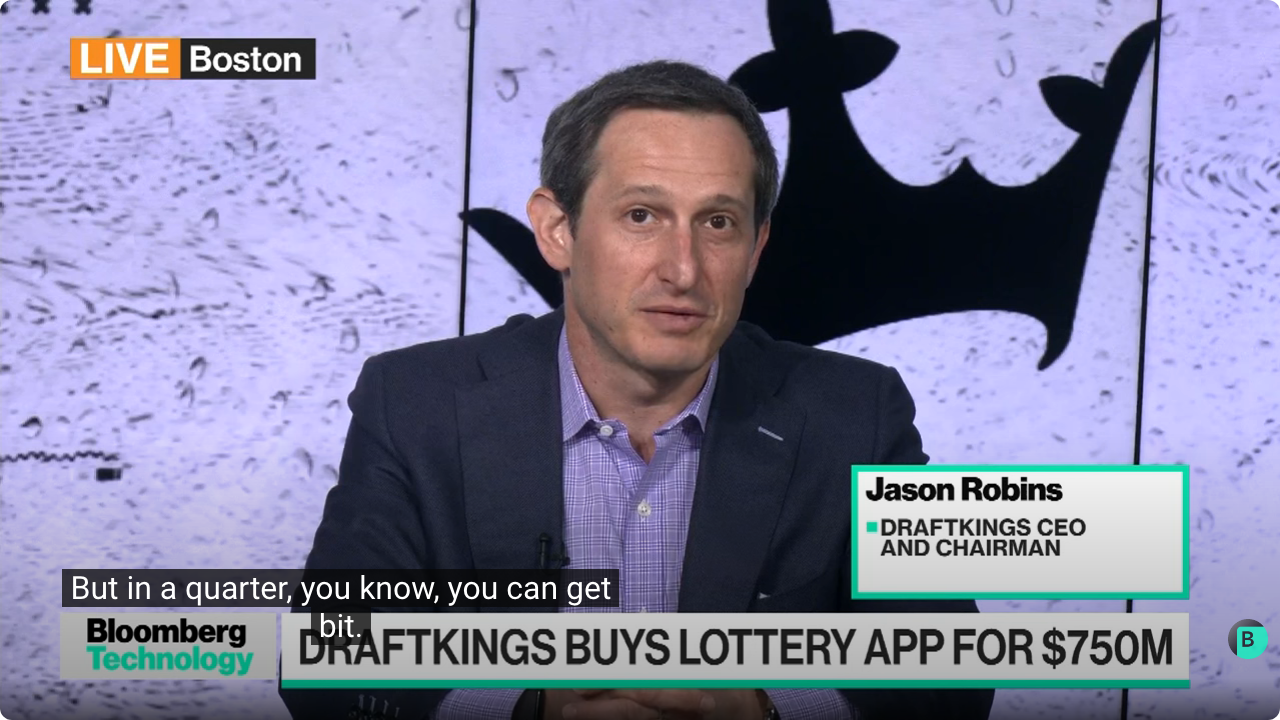 LIVE Boston
Jason Robins
DRAFTKINGS CEO
AND CHAIRMAN
But in a quarter, you know, you can get
bit.
Bloomberg
Technology
DRAFTKINGS BUYS LOTTERY APP FOR $750M
B